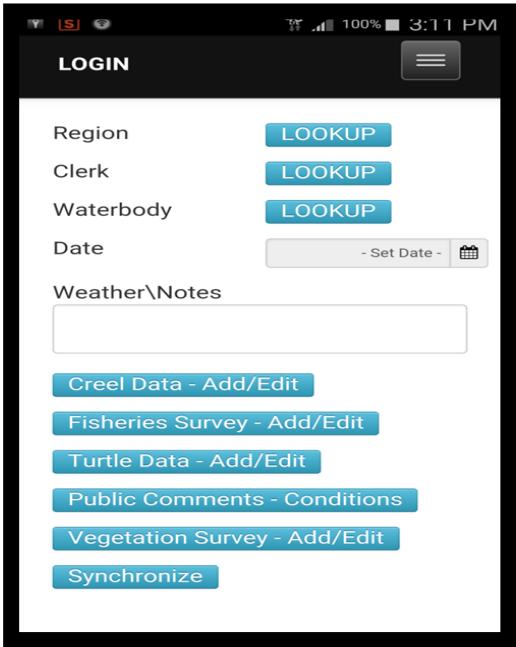 100% 3:11 PM
LOGIN
Region LOOKUP
Clerk LOOKUP
Waterbody LOOKUP
Date - Set Date -
Weather\Notes
Creel Data - Add/Edit
Fisheries Survey - Add/Edit
Turtle Data - Add/Edit
Public Comments - Conditions
Vegetation Survey - Add/Edit
Synchronize